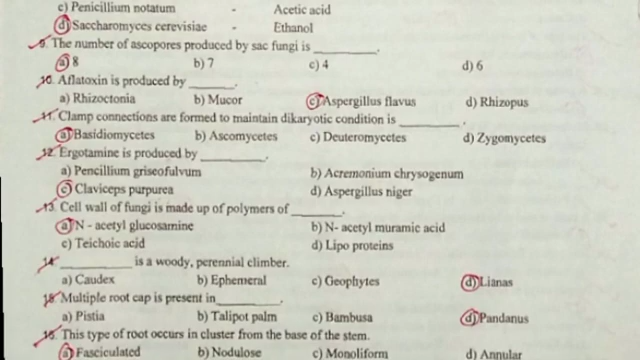 c) Penicillium notatum - Acetic acid
d) Saccharomyces cerevisiae - Ethanol
9. The number of ascopores produced by sac fungi is ________.
a) 8 b) 7 c) 4 d) 6
10. Aflatoxin is produced by ________.
a) Rhizoctonia b) Mucor c) Aspergillus flavus d) Rhizopus
11. Clamp connections are formed to maintain dikaryotic condition is ________.
a) Basidiomycetes b) Ascomycetes c) Deuteromycetes d) Zygomycetes
12. Ergotamine is produced by ________.
a) Pencillium griseofulvum b) Acremonium chrysogenum
c) Claviceps purpurea d) Aspergillus niger
13. Cell wall of fungi is made up of polymers of ________.
a) N - acetyl glucosamine b) N- acetyl muramic acid
c) Teichoic acid d) Lipo proteins
14. ________ is a woody, perennial climber.
a) Caudex b) Ephemeral c) Geophytes d) Lianas
15. Multiple root cap is present in ________.
a) Pistia b) Talipot palm c) Bambusa d) Pandanus
16. This type of root occurs in cluster from the base of the stem.
a) Fasciculated b) Nodulose c) Monoliform d) Annular